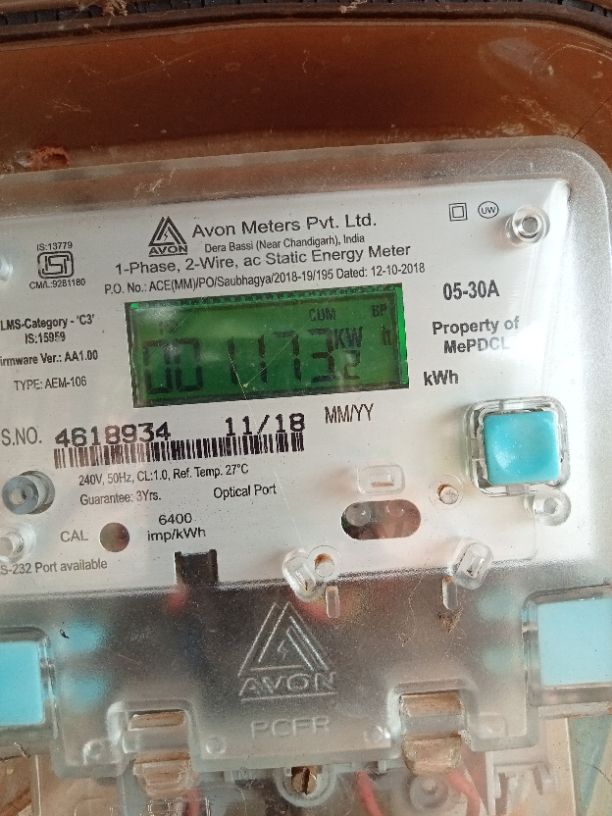 IS:13779
ISI
CM/L:9281180
AVON
Avon Meters Pvt. Ltd.
Dera Bassi (Near Chandigarh), India
UW
1-Phase, 2-Wire, ac Static Energy Meter
P.O. No.: ACE(MM)/PO/Saubhagya/2018-19/195 Dated: 12-10-2018
LMS-Category - 'C3'
IS:15959
irmware Ver.: AA1.00
TYPE: AEM-106
CUM BP
001173 KW h
05-30A
Property of
MePDCL
kWh
S.NO. 4618934 11/18 MM/YY
240V, 50Hz, CL:1.0, Ref. Temp. 27°C
Guarantee: 3Yrs. Optical Port
CAL 6400
imp/kWh
S-232 Port available
AVON
PCFR